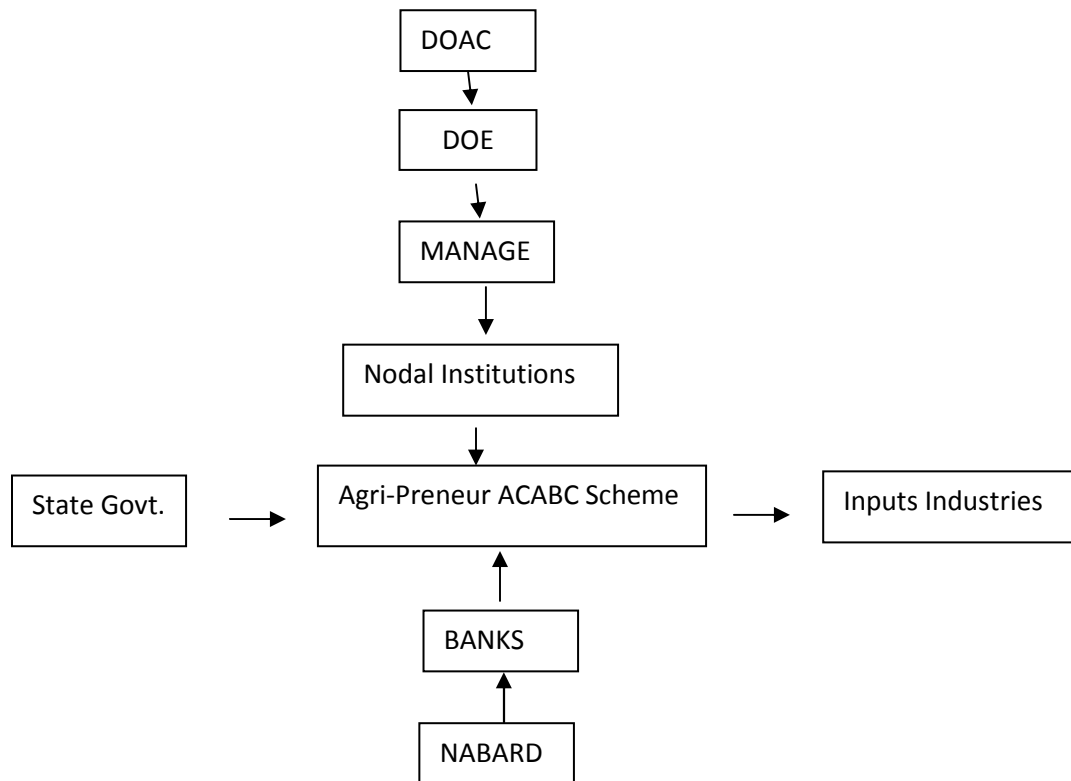 DOAC
DOE
MANAGE
Nodal Institutions
State Govt.
Agri-Preneur ACABC Scheme
Inputs Industries
BANKS
NABARD